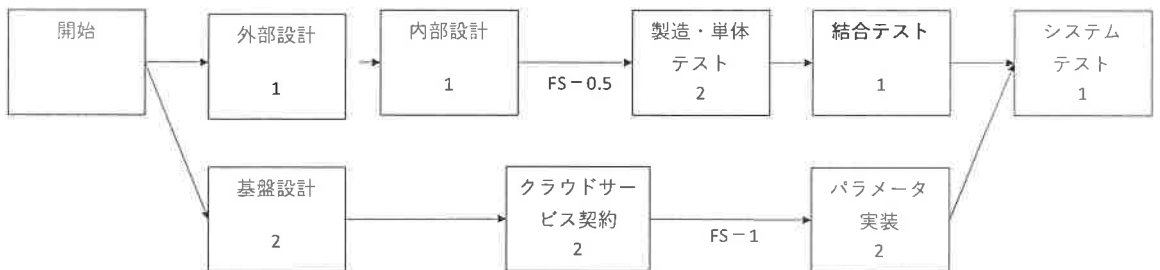 開始
外部設計
1
内部設計
1
FS－0.5
製造・単体
テスト
2
結合テスト
1
システム
テスト
1
基盤設計
2
クラウドサー
ビス契約
2
FS－1
パラメータ
実装
2